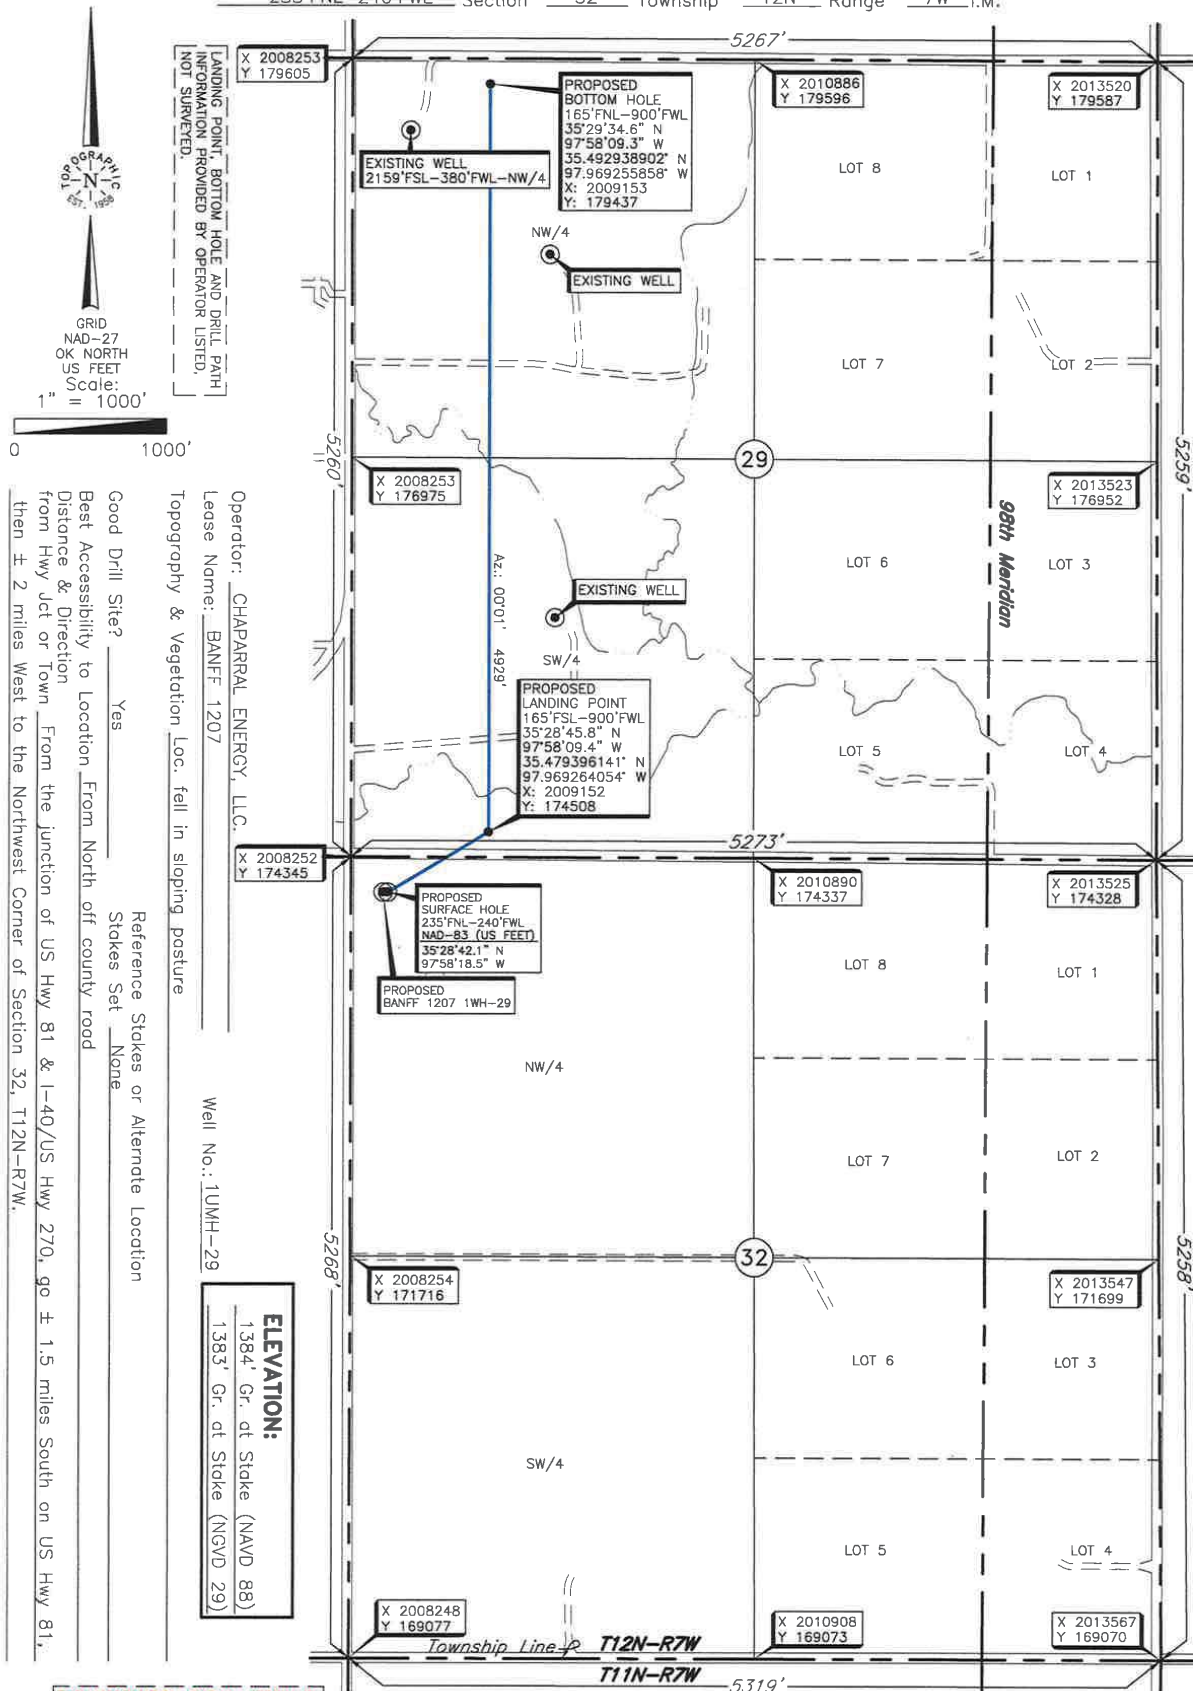 235'FNL-240'FWL Section 32 Township 12N Range 7W I.M.
5267'
X 2008253
Y 179605
X 2010886
Y 179596
X 2013520
Y 179587
PROPOSED
BOTTOM HOLE
165'FNL-900'FWL
35°29'34.6" N
97°58'09.3" W
35.492938902° N
97.969255858° W
X: 2009153
Y: 179437
EXISTING WELL
2159'FSL-380'FWL-NW/4
LANDING POINT, BOTTOM HOLE AND DRILL PATH
INFORMATION PROVIDED BY OPERATOR LISTED,
NOT SURVEYED.
TOPOGRAPHIC
N
EST. 1958
GRID
NAD-27
OK NORTH
US FEET
Scale:
1" = 1000'
0 1000'
LOT 8
LOT 1
NW/4
EXISTING WELL
LOT 7
LOT 2
5260'
5259'
29
X 2008253
Y 176975
X 2013523
Y 176952
98th Meridian
Az.: 00°01' 4929'
LOT 6
LOT 3
EXISTING WELL
SW/4
PROPOSED
LANDING POINT
165'FSL-900'FWL
35°28'45.8" N
97°58'09.4" W
35.479396141° N
97.969264054° W
X: 2009152
Y: 174508
LOT 5
LOT 4
5273'
X 2008252
Y 174345
X 2010890
Y 174337
X 2013525
Y 174328
PROPOSED
SURFACE HOLE
235'FNL-240'FWL
NAD-83 (US FEET)
35°28'42.1" N
97°58'18.5" W
PROPOSED
BANFF 1207 1WH-29
LOT 8
LOT 1
NW/4
LOT 7
LOT 2
5268'
5258'
32
X 2008254
Y 171716
X 2013547
Y 171699
LOT 6
LOT 3
SW/4
LOT 5
LOT 4
X 2008248
Y 169077
X 2010908
Y 169073
X 2013567
Y 169070
Township Line T12N-R7W
T11N-R7W
5319'
Operator: CHAPARRAL ENERGY, LLC.
Lease Name: BANFF 1207 Well No.: 1UMH-29
Topography & Vegetation Loc. fell in sloping pasture
Reference Stakes or Alternate Location
Good Drill Site? Yes Stakes Set None
Best Accessibility to Location From North off county road
Distance & Direction
from Hwy Jct or Town From the junction of US Hwy 81 & I-40/US Hwy 270, go ± 1.5 miles South on US Hwy 81,
then ± 2 miles West to the Northwest Corner of Section 32, T12N-R7W.
ELEVATION:
1384' Gr. at Stake (NAVD 88)
1383' Gr. at Stake (NGVD 29)